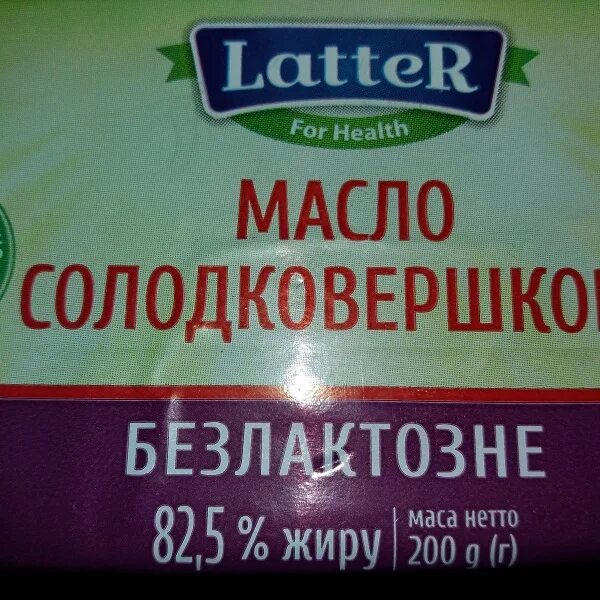 LatteR
For Health
МАСЛО
СОЛОДКОВЕРШКО
БЕЗЛАКТОЗНЕ
82,5 % жиру
маса нетто
200 g (г)